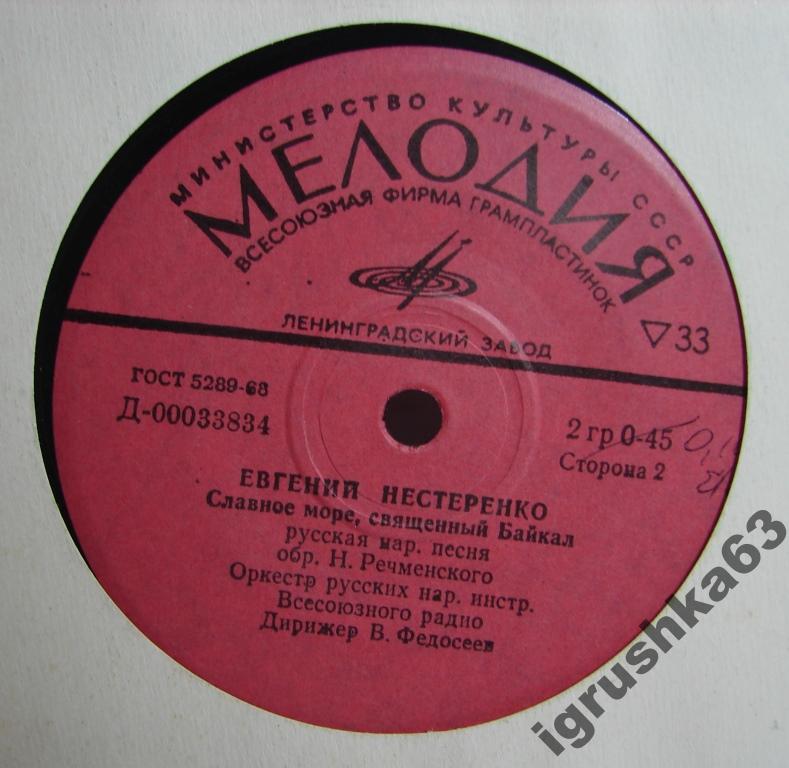 МИНИСТЕРСТВО КУЛЬТУРЫ СССР
МЕЛОДИЯ
ВСЕСОЮЗНАЯ ФИРМА ГРАМПЛАСТИНОК
ЛЕНИНГРАДСКИЙ ЗАВОД
33
ГОСТ 5289-68
Д-00033834
2 гр 0-45
Сторона 2
ЕВГЕНИЙ НЕСТЕРЕНКО
Славное море, священный Байкал
русская нар. песня
обр. Н. Речменского
Оркестр русских нар. инстр.
Всесоюзного радио
Дирижер В. Федосеев
igrushka63